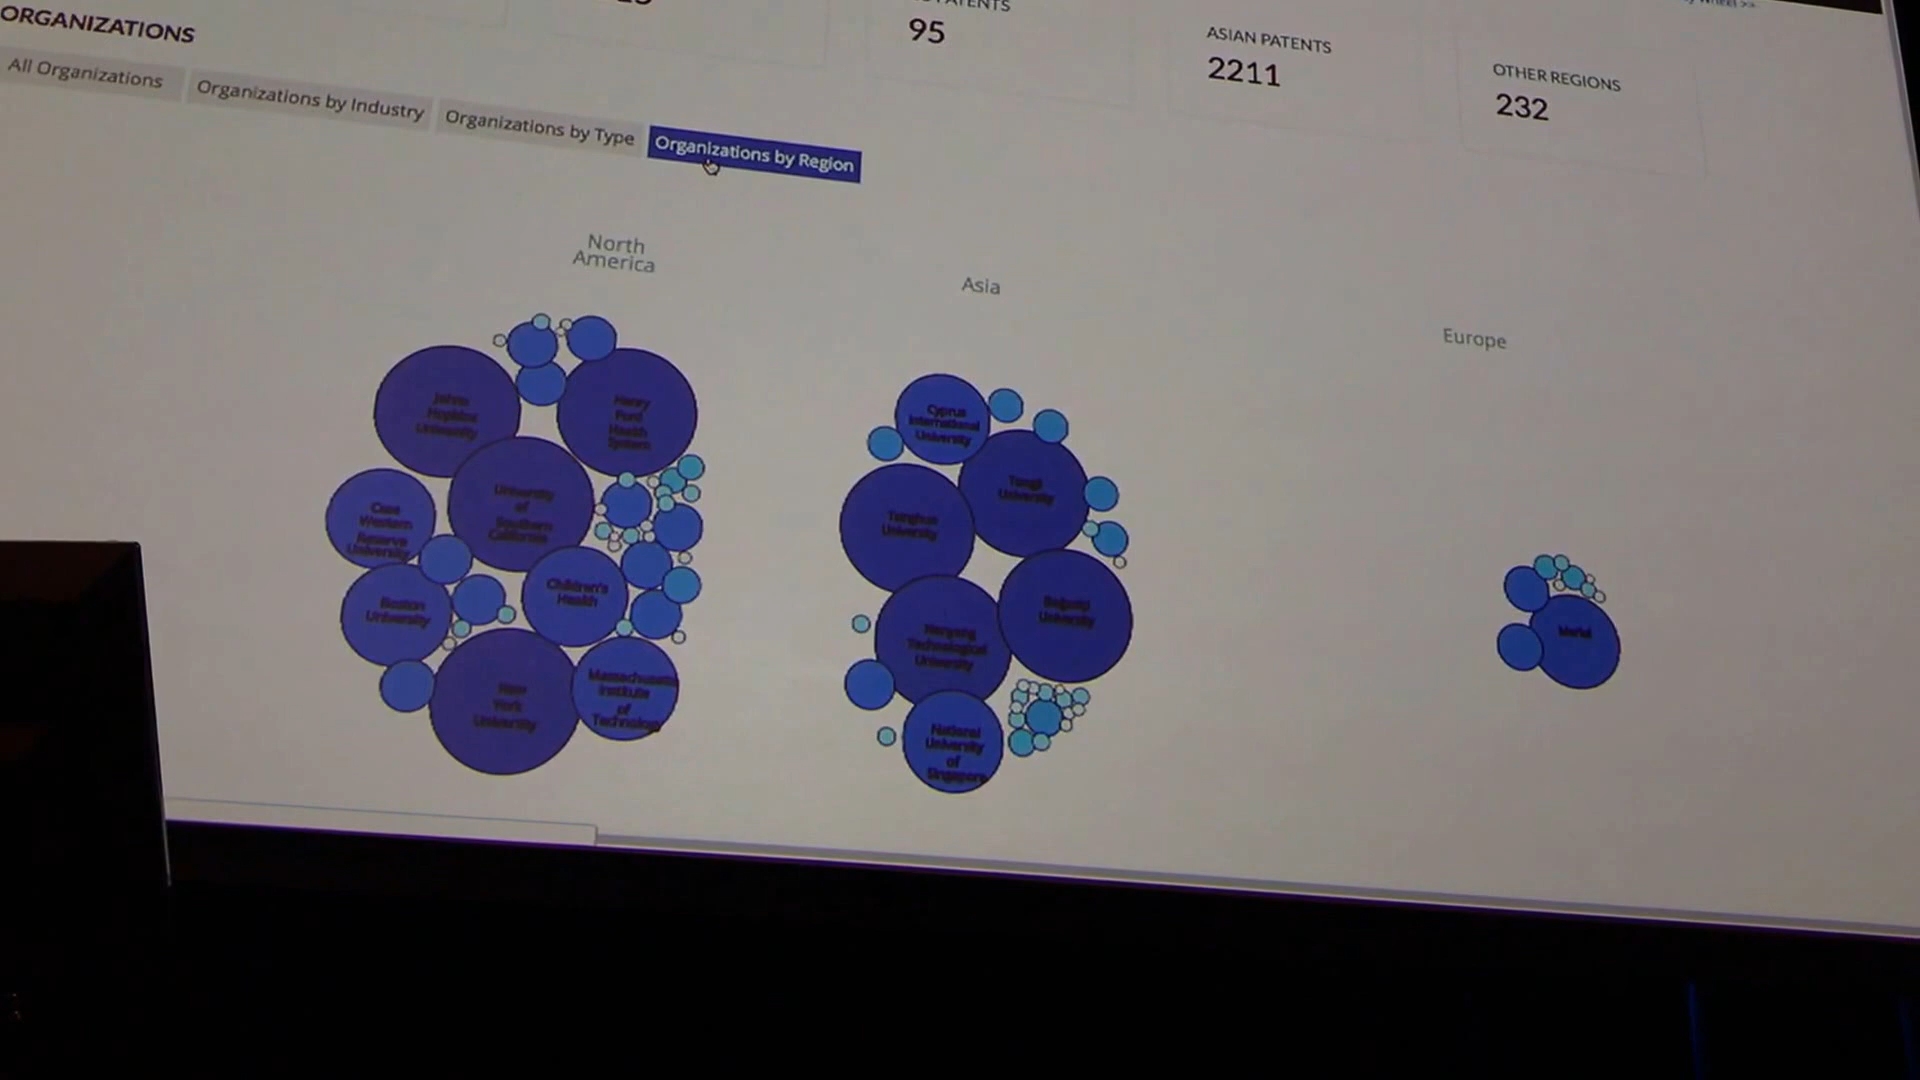 95
ASIAN PATENTS
2211
OTHER REGIONS
232
ORGANIZATIONS
All Organizations
Organizations by Industry
Organizations by Type
Organizations by Region
North
America
Asia
Europe
Johns
Hopkins
University
Henry
Ford
Health
System
University
of
Southern
California
Case
Western
Reserve
University
Boston
University
Children's
Health
New
York
University
Massachusetts
Institute
of
Technology
Cyprus
International
University
Tongji
University
Tsinghua
University
University
Nanyang
Technological
University
National
University
of
Singapore